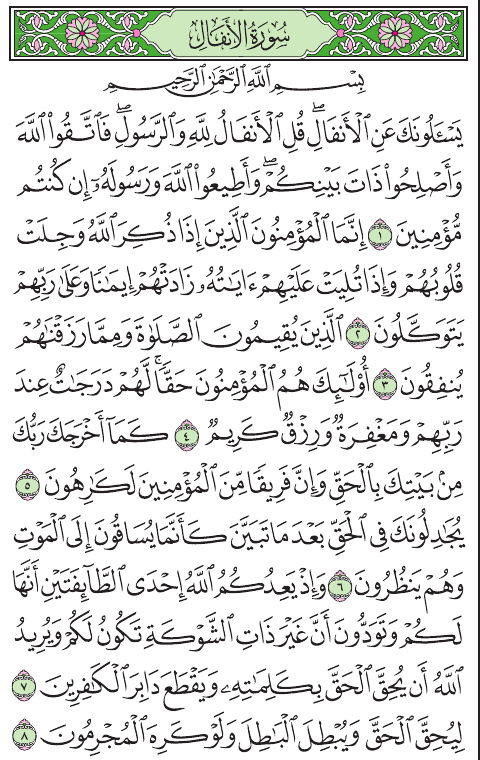 سُورَةُ الأَنفَالِ
بِسْمِ ٱللَّهِ ٱلرَّحْمَٰنِ ٱلرَّحِيمِ
يَسْـَٔلُونَكَ عَنِ ٱلْأَنفَالِۖ قُلِ ٱلْأَنفَالُ لِلَّهِ وَٱلرَّسُولِۖ فَٱتَّقُوا۟ ٱللَّهَ
وَأَصْلِحُوا۟ ذَاتَ بَيْنِكُمْۖ وَأَطِيعُوا۟ ٱللَّهَ وَرَسُولَهُۥٓ إِن كُنتُم
مُّؤْمِنِينَ ١ إِنَّمَا ٱلْمُؤْمِنُونَ ٱلَّذِينَ إِذَا ذُكِرَ ٱللَّهُ وَجِلَتْ
قُلُوبُهُمْ وَإِذَا تُلِيَتْ عَلَيْهِمْ ءَايَٰتُهُۥ زَادَتْهُمْ إِيمَٰنًا وَعَلَىٰ رَبِّهِمْ
يَتَوَكَّلُونَ ٢ ٱلَّذِينَ يُقِيمُونَ ٱلصَّلَوٰةَ وَمِمَّا رَزَقْنَٰهُمْ
يُنفِقُونَ ٣ أُو۟لَٰٓئِكَ هُمُ ٱلْمُؤْمِنُونَ حَقًّاۚ لَّهُمْ دَرَجَٰتٌ عِندَ
رَبِّهِمْ وَمَغْفِرَةٌ وَرِزْقٌ كَرِيمٌ ٤ كَمَآ أَخْرَجَكَ رَبُّكَ
مِنۢ بَيْتِكَ بِٱلْحَقِّ وَإِنَّ فَرِيقًا مِّنَ ٱلْمُؤْمِنِينَ لَكَٰرِهُونَ ٥
يُجَٰدِلُونَكَ فِى ٱلْحَقِّ بَعْدَ مَا تَبَيَّنَ كَأَنَّمَا يُسَاقُونَ إِلَى ٱلْمَوْتِ
وَهُمْ يَنظُرُونَ ٦ وَإِذْ يَعِدُكُمُ ٱللَّهُ إِحْدَى ٱلطَّآئِفَتَيْنِ أَنَّهَا
لَكُمْ وَتَوَدُّونَ أَنَّ غَيْرَ ذَاتِ ٱلشَّوْكَةِ تَكُونُ لَكُمْ وَيُرِيدُ
ٱللَّهُ أَن يُحِقَّ ٱلْحَقَّ بِكَلِمَٰتِهِۦ وَيَقْطَعَ دَابِرَ ٱلْكَٰفِرِينَ ٧
لِيُحِقَّ ٱلْحَقَّ وَيُبْطِلَ ٱلْبَٰطِلَ وَلَوْ كَرِهَ ٱلْمُجْرِمُونَ ٨